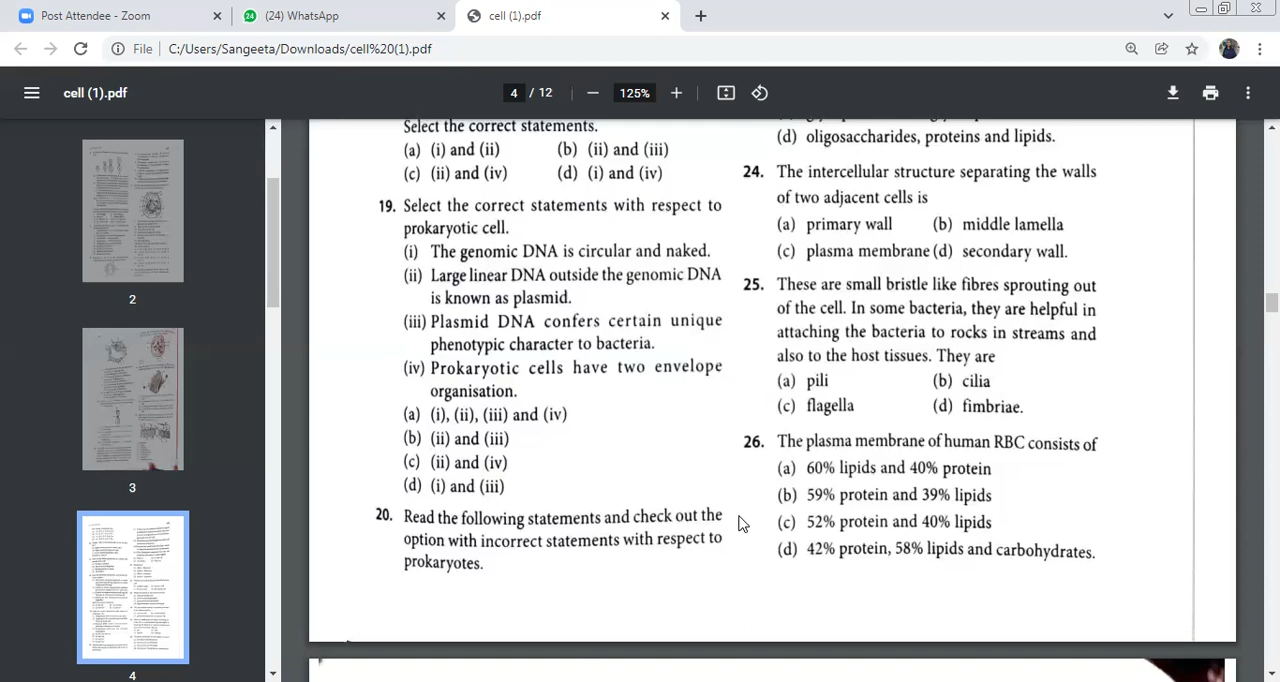 Post Attendee - Zoom
(24) WhatsApp
cell (1).pdf
File
C:/Users/Sangeeta/Downloads/cell%20(1).pdf
cell (1).pdf
4 / 12
125%
2
3
4
Select the correct statements.
(a) (i) and (ii) (b) (ii) and (iii)
(c) (ii) and (iv) (d) (i) and (iv)
19. Select the correct statements with respect to
prokaryotic cell.
(i) The genomic DNA is circular and naked.
(ii) Large linear DNA outside the genomic DNA
is known as plasmid.
(iii) Plasmid DNA confers certain unique
phenotypic character to bacteria.
(iv) Prokaryotic cells have two envelope
organisation.
(a) (i), (ii), (iii) and (iv)
(b) (ii) and (iii)
(c) (ii) and (iv)
(d) (i) and (iii)
20. Read the following statements and check out the
option with incorrect statements with respect to
prokaryotes.
(d) oligosaccharides, proteins and lipids.
24. The intercellular structure separating the walls
of two adjacent cells is
(a) primary wall (b) middle lamella
(c) plasma membrane (d) secondary wall.
25. These are small bristle like fibres sprouting out
of the cell. In some bacteria, they are helpful in
attaching the bacteria to rocks in streams and
also to the host tissues. They are
(a) pili (b) cilia
(c) flagella (d) fimbriae.
26. The plasma membrane of human RBC consists of
(a) 60% lipids and 40% protein
(b) 59% protein and 39% lipids
(c) 52% protein and 40% lipids
protein, 58% lipids and carbohydrates.